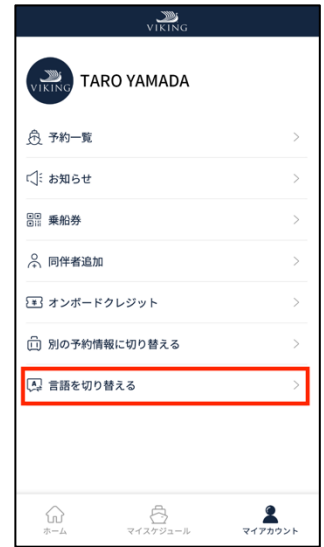 VIKING
VIKING
TARO YAMADA
予約一覧
お知らせ
乗船券
同伴者追加
オンボードクレジット
別の予約情報に切り替える
言語を切り替える
ホーム
マイスケジュール
マイアカウント